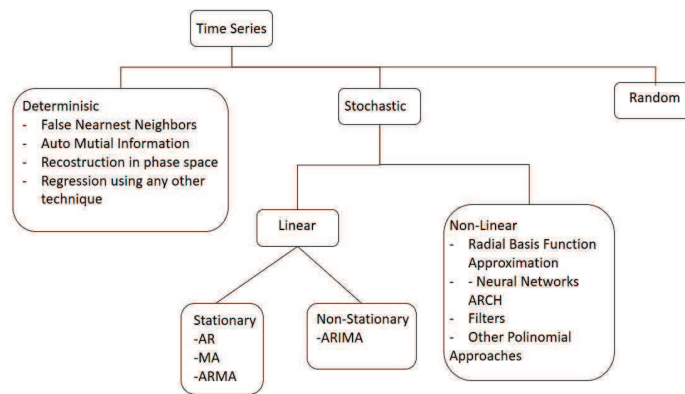 Time Series
Determinisic
- False Nearnest Neighbors
- Auto Mutial Information
- Recostruction in phase space
- Regression using any other
technique
Stochastic
Random
Linear
Non-Linear
- Radial Basis Function
Approximation
- - Neural Networks
ARCH
- Filters
- Other Polinomial
Approaches
Stationary
-AR
-MA
-ARMA
Non-Stationary
-ARIMA